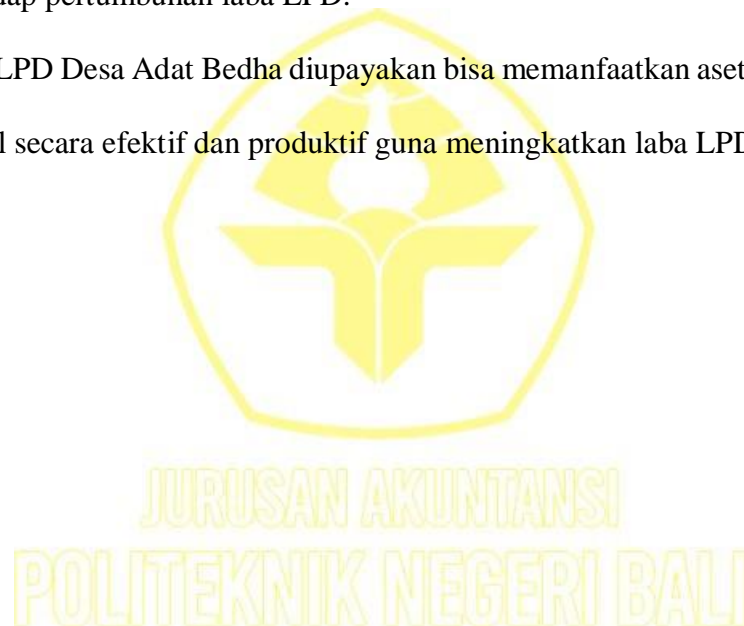 dap pertumbuhan laba LPD.
LPD Desa Adat Bedha diupayakan bisa memanfaatkan aset
l secara efektif dan produktif guna meningkatkan laba LPD
JURUSAN AKUNTANSI
POLITEKNIK NEGERI BALI